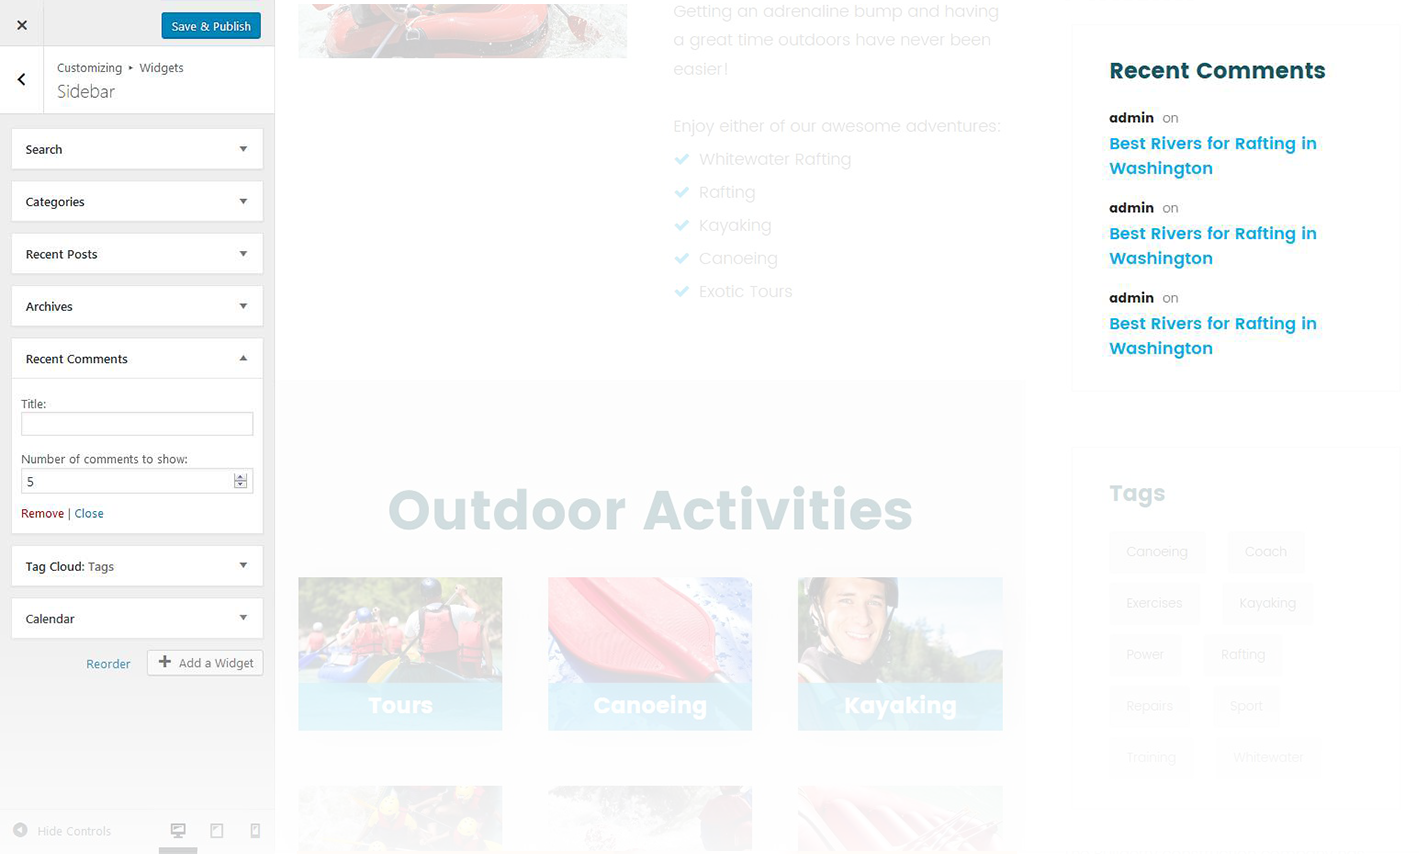 Save & Publish
Customizing ▸ Widgets
Sidebar
Search
Categories
Recent Posts
Archives
Recent Comments
Title:
Number of comments to show:
5
Remove | Close
Tag Cloud: Tags
Calendar
Reorder
Add a Widget
Hide Controls
Getting an adrenaline bump and having
a great time outdoors have never been
easier!
Enjoy either of our awesome adventures:
Whitewater Rafting
Rafting
Kayaking
Canoeing
Exotic Tours
Outdoor Activities
Tours
Canoeing
Kayaking
Recent Comments
admin on
Best Rivers for Rafting in
Washington
admin on
Best Rivers for Rafting in
Washington
admin on
Best Rivers for Rafting in
Washington
Tags
Canoeing Coach
Exercises Kayaking
Power Rafting
Repairs Sport
Training Whitewater